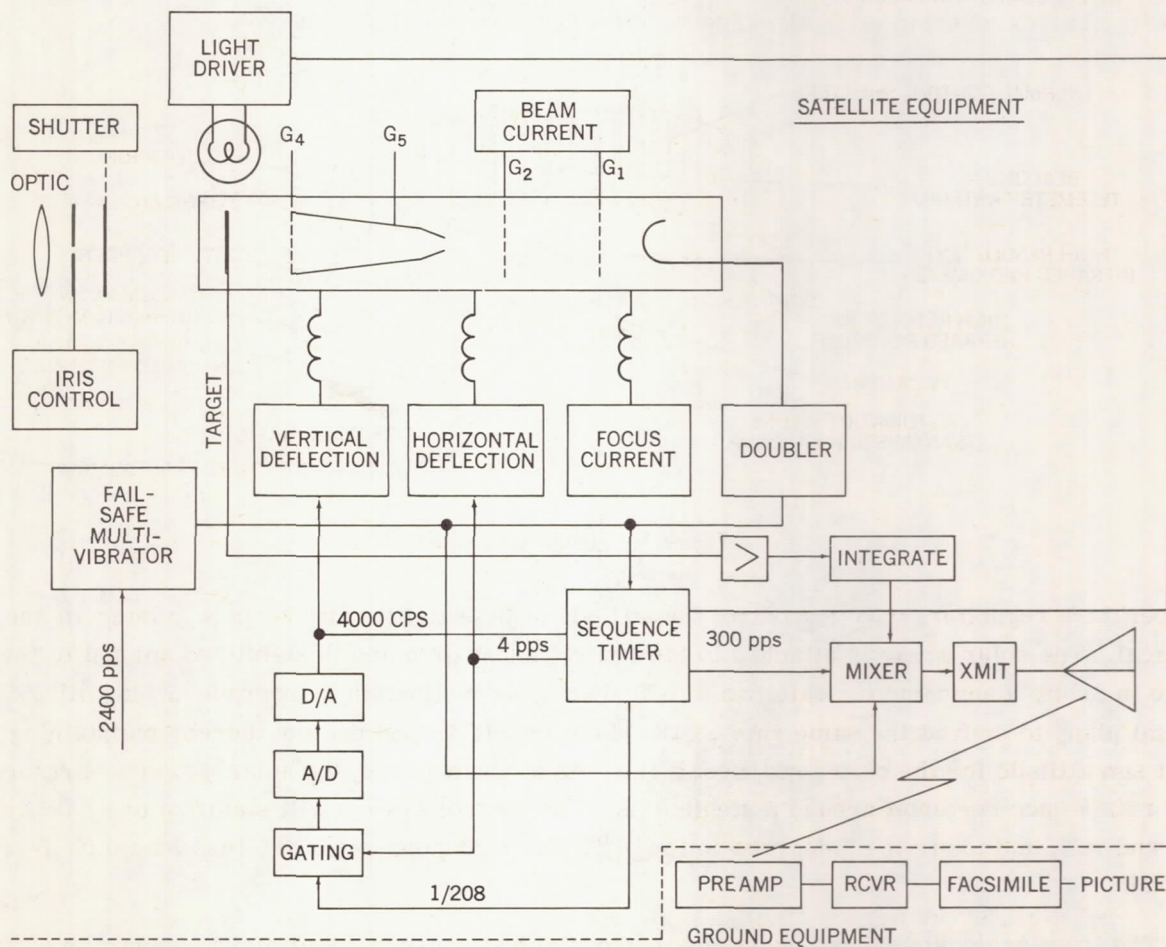 LIGHT
DRIVER
SATELLITE EQUIPMENT
SHUTTER
BEAM
CURRENT
G4
G5
G2
G1
OPTIC
IRIS
CONTROL
TARGET
VERTICAL
DEFLECTION
HORIZONTAL
DEFLECTION
FOCUS
CURRENT
DOUBLER
FAIL-
SAFE
MULTI-
VIBRATOR
INTEGRATE
2400 pps
4000 CPS
4 pps
SEQUENCE
TIMER
300 pps
MIXER
XMIT
D/A
A/D
GATING
1/208
PREAMP
RCVR
FACSIMILE
PICTURE
GROUND EQUIPMENT